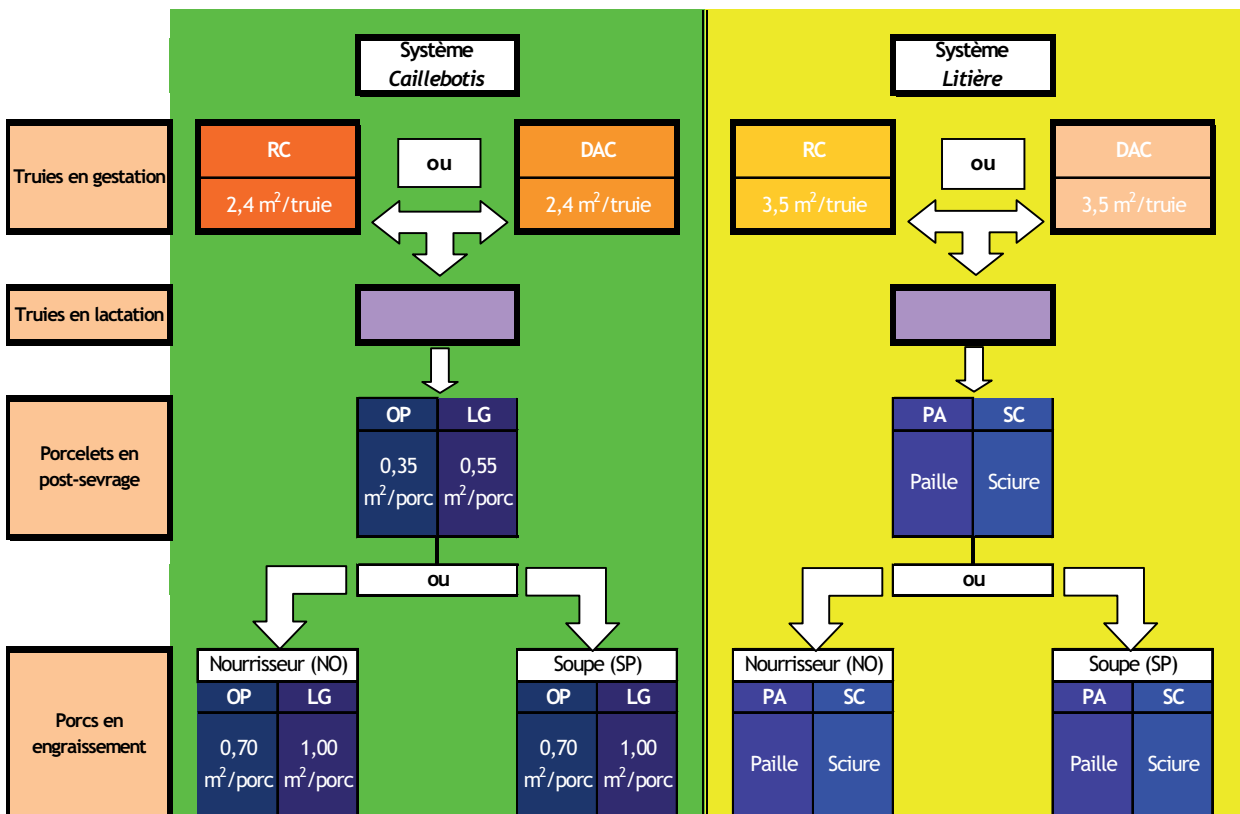 Système
Caillebotis
Système
Litière
Truies en gestation
RC
2,4 m²/truie
ou
DAC
2,4 m²/truie
RC
3,5 m²/truie
ou
DAC
3,5 m²/truie
Truies en lactation
Porcelets en
post-sevrage
OP
LG
0,35
m²/porc
0,55
m²/porc
PA
SC
Paille
Sciure
ou
ou
Porcs en
engraissement
Nourrisseur (NO)
OP
LG
0,70
m²/porc
1,00
m²/porc
Soupe (SP)
OP
LG
0,70
m²/porc
1,00
m²/porc
Nourrisseur (NO)
PA
SC
Paille
Sciure
Soupe (SP)
PA
SC
Paille
Sciure